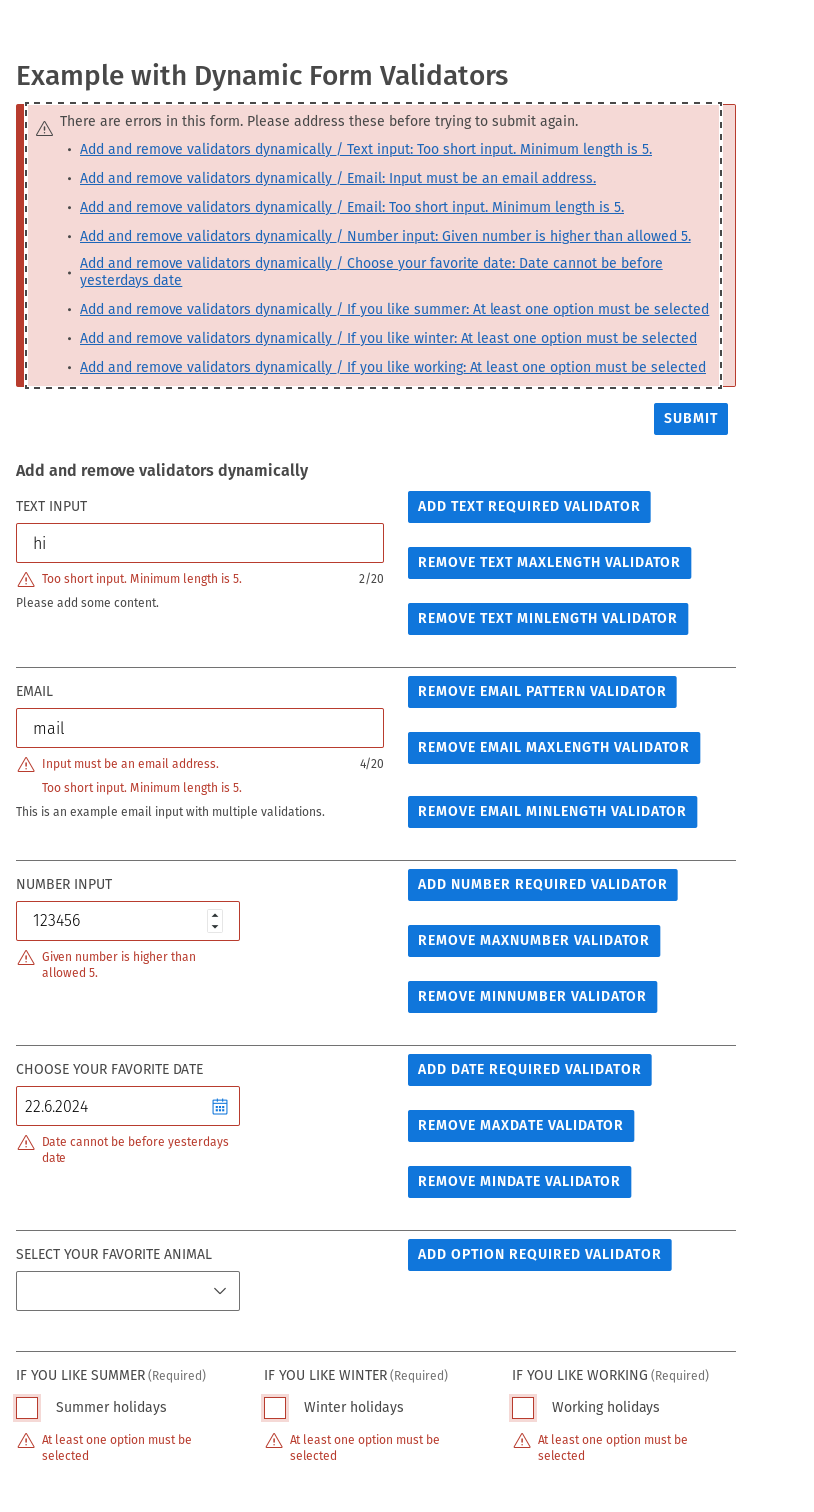 Example with Dynamic Form Validators
There are errors in this form. Please address these before trying to submit again.
Add and remove validators dynamically / Text input: Too short input. Minimum length is 5.
Add and remove validators dynamically / Email: Input must be an email address.
Add and remove validators dynamically / Email: Too short input. Minimum length is 5.
Add and remove validators dynamically / Number input: Given number is higher than allowed 5.
Add and remove validators dynamically / Choose your favorite date: Date cannot be before
yesterdays date
Add and remove validators dynamically / If you like summer: At least one option must be selected
Add and remove validators dynamically / If you like winter: At least one option must be selected
Add and remove validators dynamically / If you like working: At least one option must be selected
SUBMIT
Add and remove validators dynamically
TEXT INPUT
hi
Too short input. Minimum length is 5. 2/20
Please add some content.
ADD TEXT REQUIRED VALIDATOR
REMOVE TEXT MAXLENGTH VALIDATOR
REMOVE TEXT MINLENGTH VALIDATOR
EMAIL
mail
Input must be an email address. 4/20
Too short input. Minimum length is 5.
This is an example email input with multiple validations.
REMOVE EMAIL PATTERN VALIDATOR
REMOVE EMAIL MAXLENGTH VALIDATOR
REMOVE EMAIL MINLENGTH VALIDATOR
NUMBER INPUT
123456
Given number is higher than
allowed 5.
ADD NUMBER REQUIRED VALIDATOR
REMOVE MAXNUMBER VALIDATOR
REMOVE MINNUMBER VALIDATOR
CHOOSE YOUR FAVORITE DATE
22.6.2024
Date cannot be before yesterdays
date
ADD DATE REQUIRED VALIDATOR
REMOVE MAXDATE VALIDATOR
REMOVE MINDATE VALIDATOR
SELECT YOUR FAVORITE ANIMAL
ADD OPTION REQUIRED VALIDATOR
IF YOU LIKE SUMMER (Required)
Summer holidays
At least one option must be
selected
IF YOU LIKE WINTER (Required)
Winter holidays
At least one option must be
selected
IF YOU LIKE WORKING (Required)
Working holidays
At least one option must be
selected